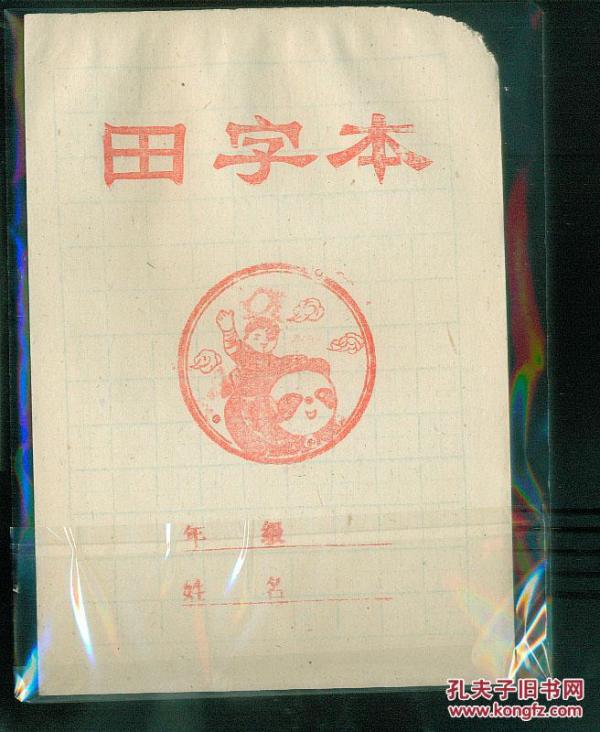 田字本
年 级
姓 名
孔夫子旧书网
www.kongfz.com